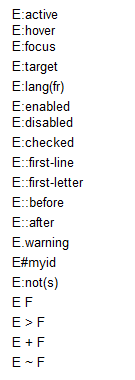 E:active
E:hover
E:focus
E:target
E:lang(fr)
E:enabled
E:disabled
E:checked
E::first-line
E::first-letter
E::before
E::after
E.warning
E#myid
E:not(s)
E F
E > F
E + F
E ~ F